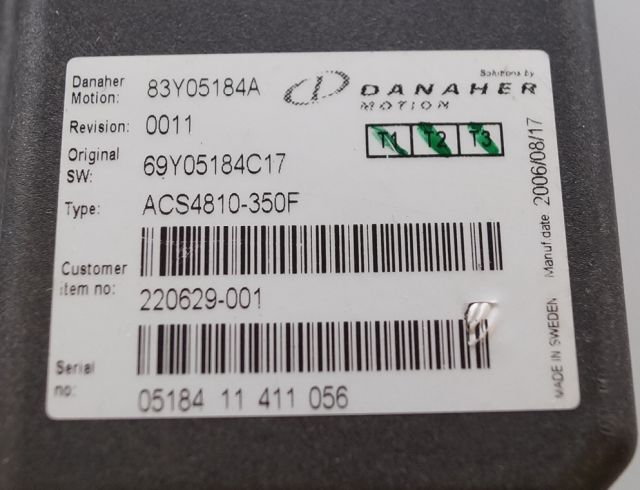 Danaher Motion: 83Y05184A
Solutions by
DANAHER
MOTION
Revision: 0011
T1 T2 T3
Original SW: 69Y05184C17
Type: ACS4810-350F
Customer item no: 220629-001
Serial no: 05184 11 411 056
MADE IN SWEDEN Manuf date 2006/08/17